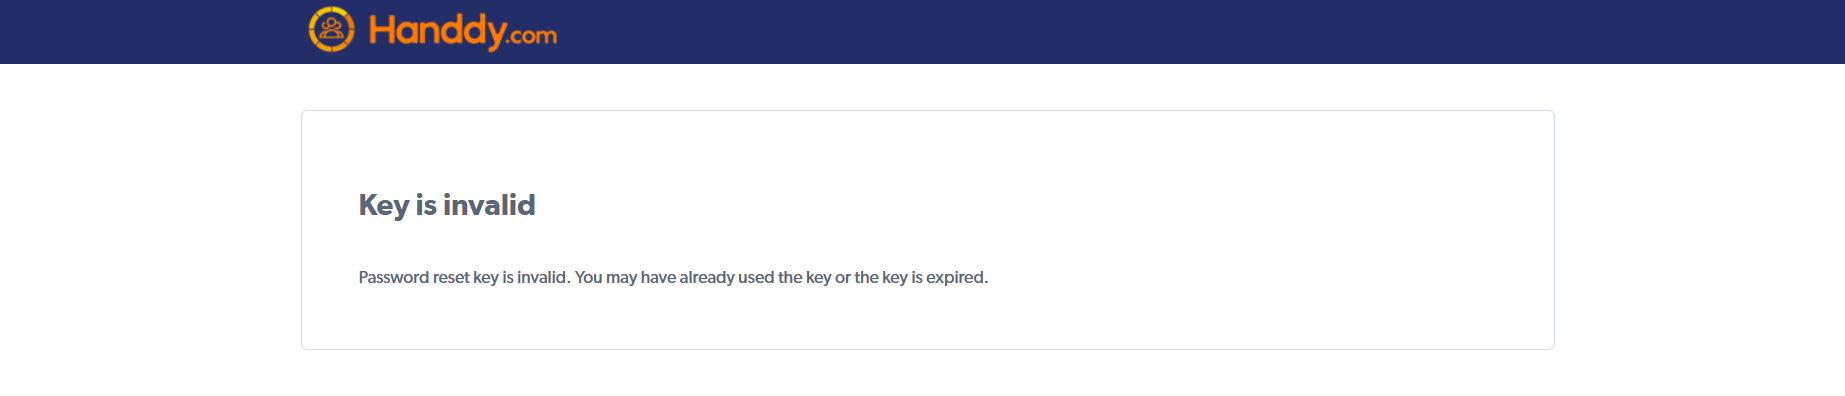 Handdy.com
Key is invalid
Password reset key is invalid. You may have already used the key or the key is expired.